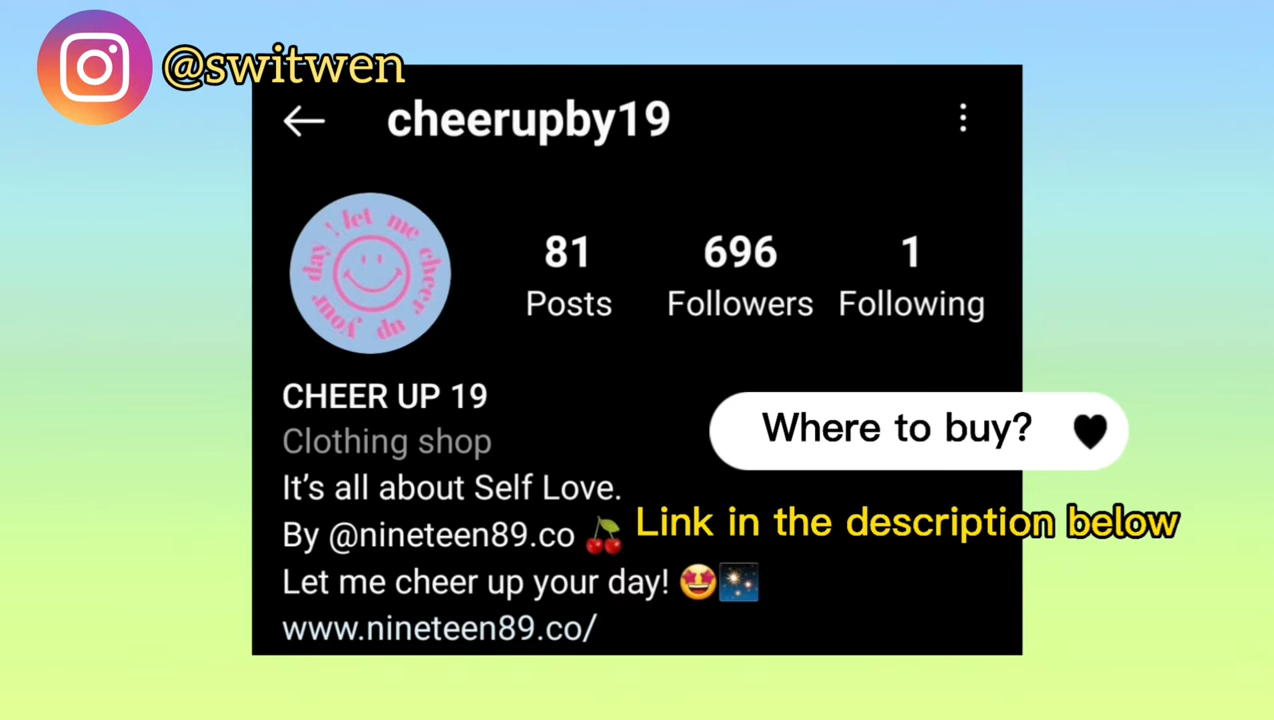 @switwen
cheerupby19
let me cheer up your day !
81 696 1
Posts Followers Following
CHEER UP 19
Clothing shop
Where to buy? 🖤
It's all about Self Love.
Link in the description below
By @nineteen89.co 🍒
Let me cheer up your day! 🤩🎇
www.nineteen89.co/